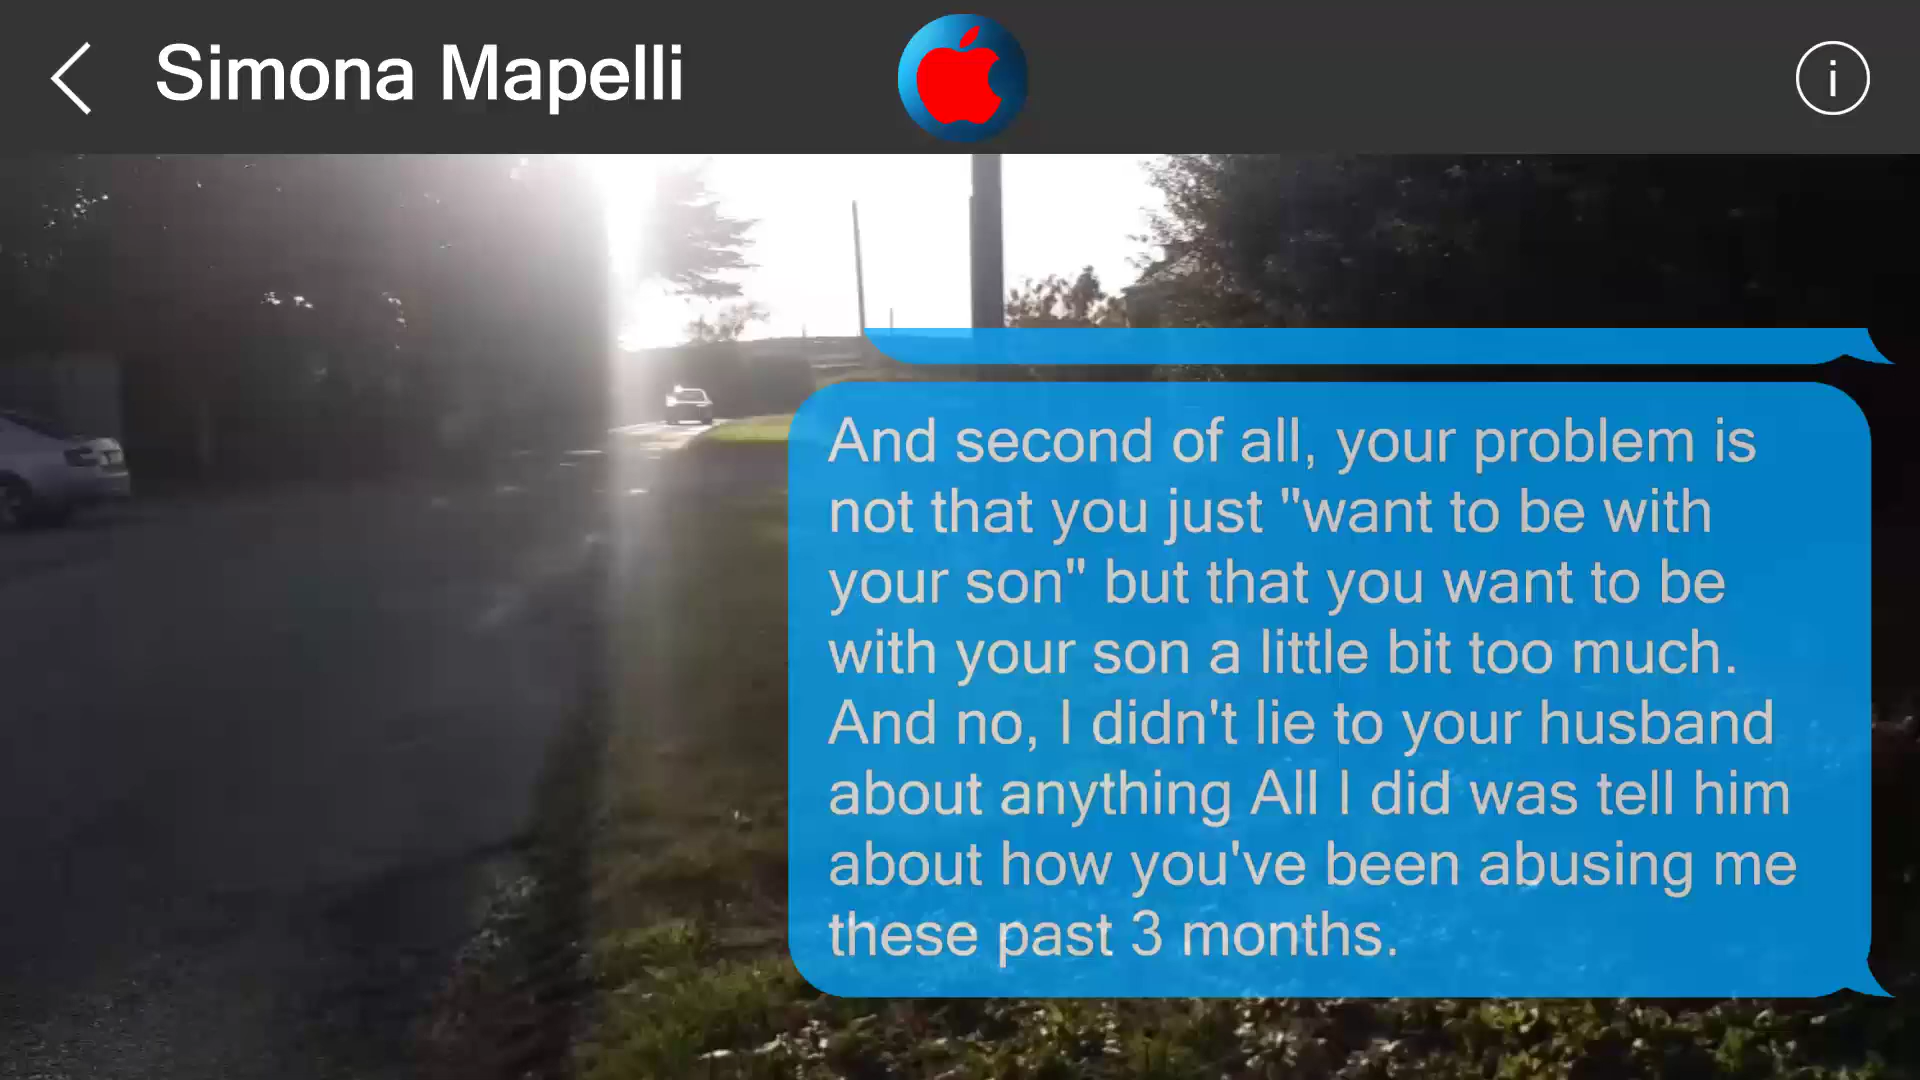 Simona Mapelli
i
And second of all, your problem is
not that you just "want to be with
your son" but that you want to be
with your son a little bit too much.
And no, I didn't lie to your husband
about anything All I did was tell him
about how you've been abusing me
these past 3 months.